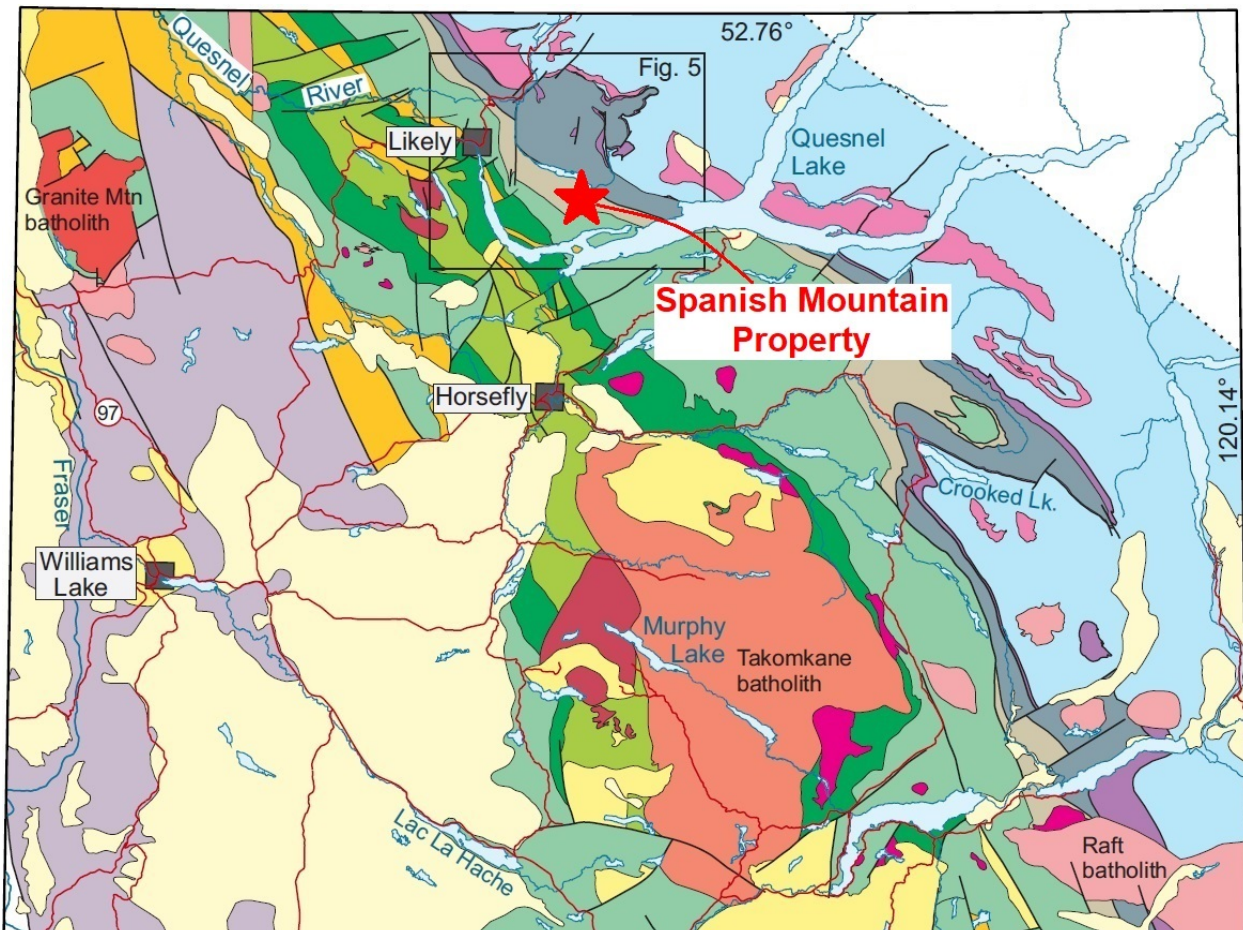 52.76°
Quesnel
River
Fig. 5
Likely
Quesnel
Lake
Granite Mtn
batholith
Spanish Mountain
Property
Horsefly
97
120.14°
Fraser
Crooked Lk.
Williams
Lake
Murphy
Lake
Takomkane
batholith
Lac La Hache
Raft
batholith